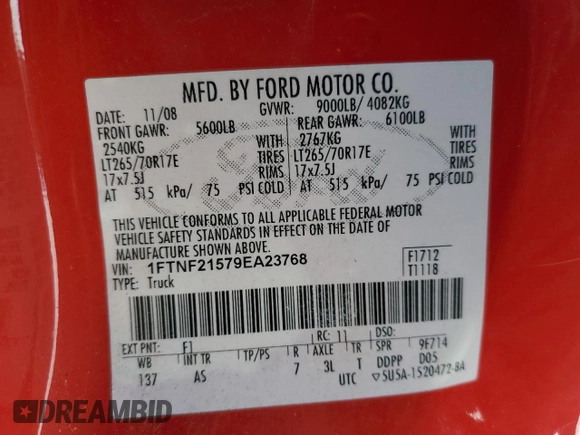 MFD. BY FORD MOTOR CO.
DATE: 11/08 GVWR: 9000LB/ 4082KG
FRONT GAWR: 5600LB REAR GAWR: 6100LB
2540KG WITH 2767KG WITH
LT265/70R17E TIRES LT265/70R17E TIRES
17x7.5J RIMS 17x7.5J RIMS
AT 515 kPa/ 75 PSI COLD AT 515 kPa/ 75 PSI COLD
THIS VEHICLE CONFORMS TO ALL APPLICABLE FEDERAL MOTOR
VEHICLE SAFETY STANDARDS IN EFFECT ON THE DATE OF
MANUFACTURE SHOWN ABOVE.
VIN: 1FTNF21579EA23768 F1712
TYPE: Truck T1118
EXT PNT: F1 RC: 11 DSO:
WB INT TR TP/PS R AXLE TR SPR 9F714
137 AS 7 3L T DDPP D05
UTC ▽5U5A-1520472-BA
DREAMBID